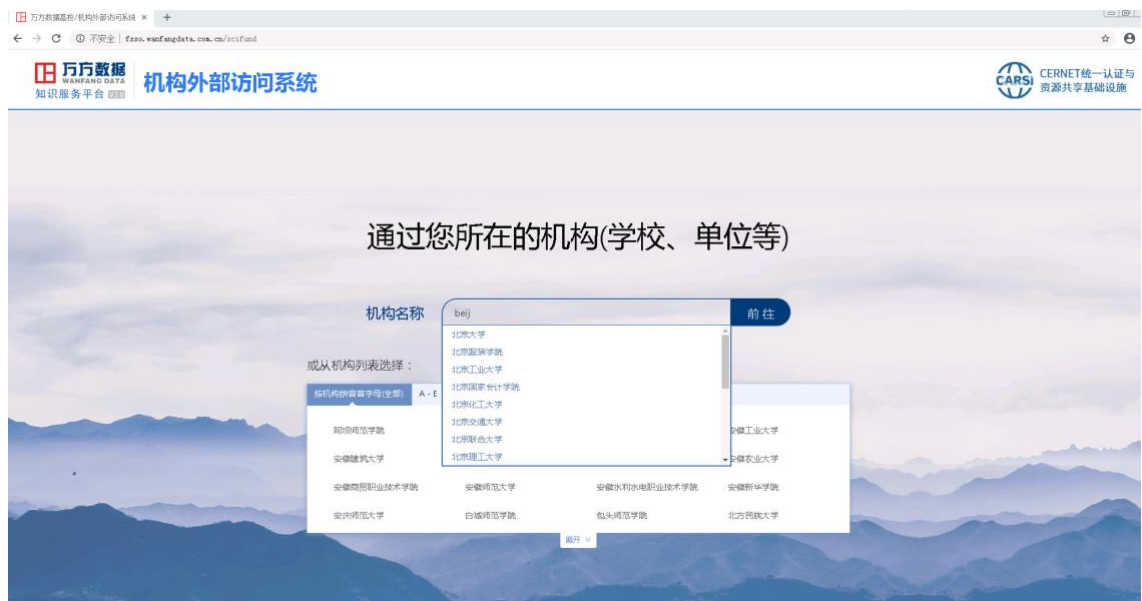 万方数据高校/机构外部访问系统 × +
不安全 | fsso.wanfangdata.com.cn/scifund
万方数据
WANFANG DATA
知识服务平台 V2.0
机构外部访问系统
CARSI
CERNET统一认证与
资源共享基础设施
通过您所在的机构(学校、单位等)
机构名称 beij 前往
北京大学
北京服装学院
北京工业大学
北京国家会计学院
北京化工大学
北京交通大学
北京联合大学
北京理工大学
或从机构列表选择：
按机构拼音首字母(全部) A - E
阿坝师范学院 安徽工业大学
安徽建筑大学 安徽农业大学
安徽商贸职业技术学院 安徽师范大学 安徽水利水电职业技术学院 安徽新华学院
安庆师范大学 白城师范学院 包头师范学院 北方民族大学
展开